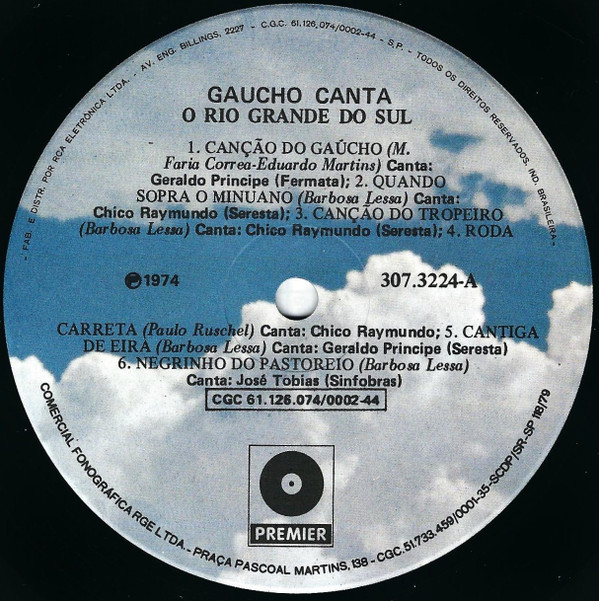 - FAB. E DISTR. POR RCA ELETRÔNICA LTDA. - AV. ENG. BILLINGS, 2227 - C.G.C. 61.126.074/0002-44 - S.P. - TODOS OS DIREITOS RESERVADOS. IND. BRASILEIRA -
GAUCHO CANTA
O RIO GRANDE DO SUL
1. CANÇÃO DO GAÚCHO (M.
Faria Correa-Eduardo Martins) Canta:
Geraldo Principe (Fermata); 2. QUANDO
SOPRA O MINUANO (Barbosa Lessa) Canta:
Chico Raymundo (Seresta); 3. CANÇÃO DO TROPEIRO
(Barbosa Lessa) Canta: Chico Raymundo (Seresta); 4. RODA
℗ 1974
307.3224-A
CARRETA (Paulo Ruschel) Canta: Chico Raymundo; 5. CANTIGA
DE EIRA (Barbosa Lessa) Canta: Geraldo Principe (Seresta)
6. NEGRINHO DO PASTOREIO (Barbosa Lessa)
Canta: José Tobias (Sinfobras)
CGC 61.126.074/0002-44
PREMIER
COMERCIAL FONOGRÁFICA RGE LTDA. - PRAÇA PASCOAL MARTINS, 138 - CGC. 51.733.459/0001-35-SCDP/SR-SP 118/79